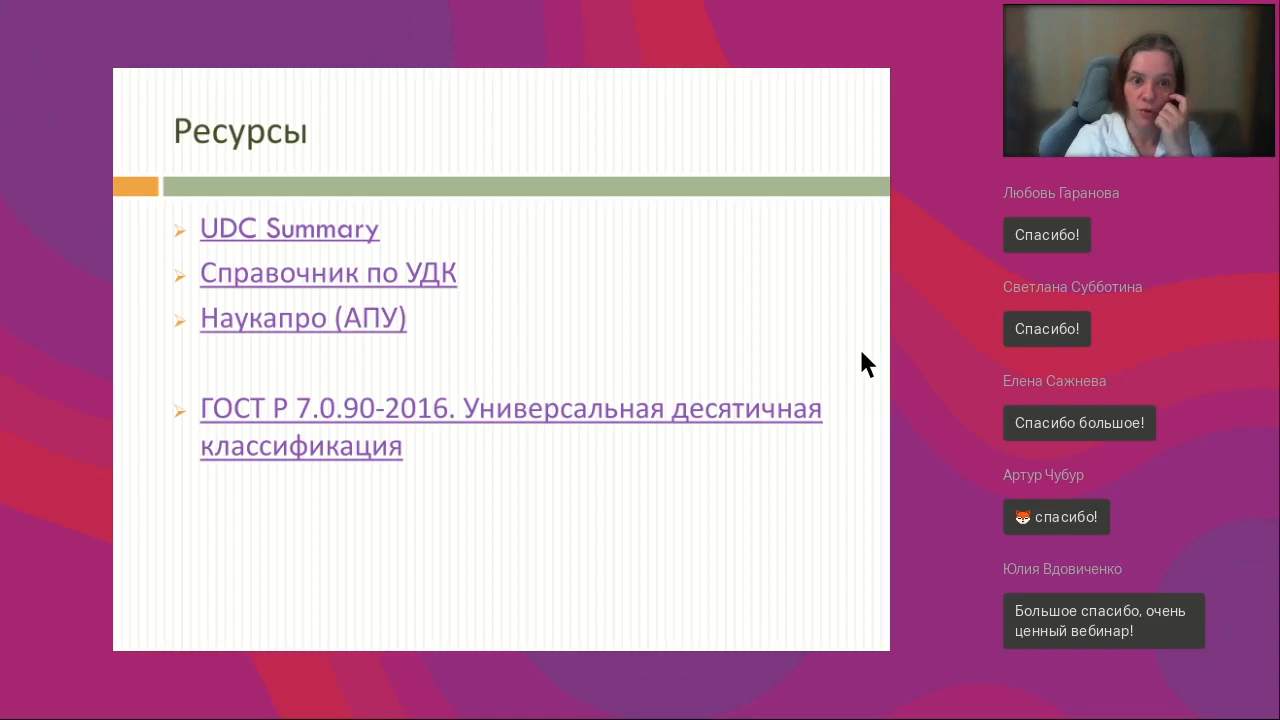 Ресурсы
UDC Summary
Справочник по УДК
Наукапро (АПУ)
ГОСТ Р 7.0.90-2016. Универсальная десятичная
классификация
Любовь Гаранова
Спасибо!
Светлана Субботина
Спасибо!
Елена Сажнева
Спасибо большое!
Артур Чубур
🦊 спасибо!
Юлия Вдовиченко
Большое спасибо, очень
ценный вебинар!